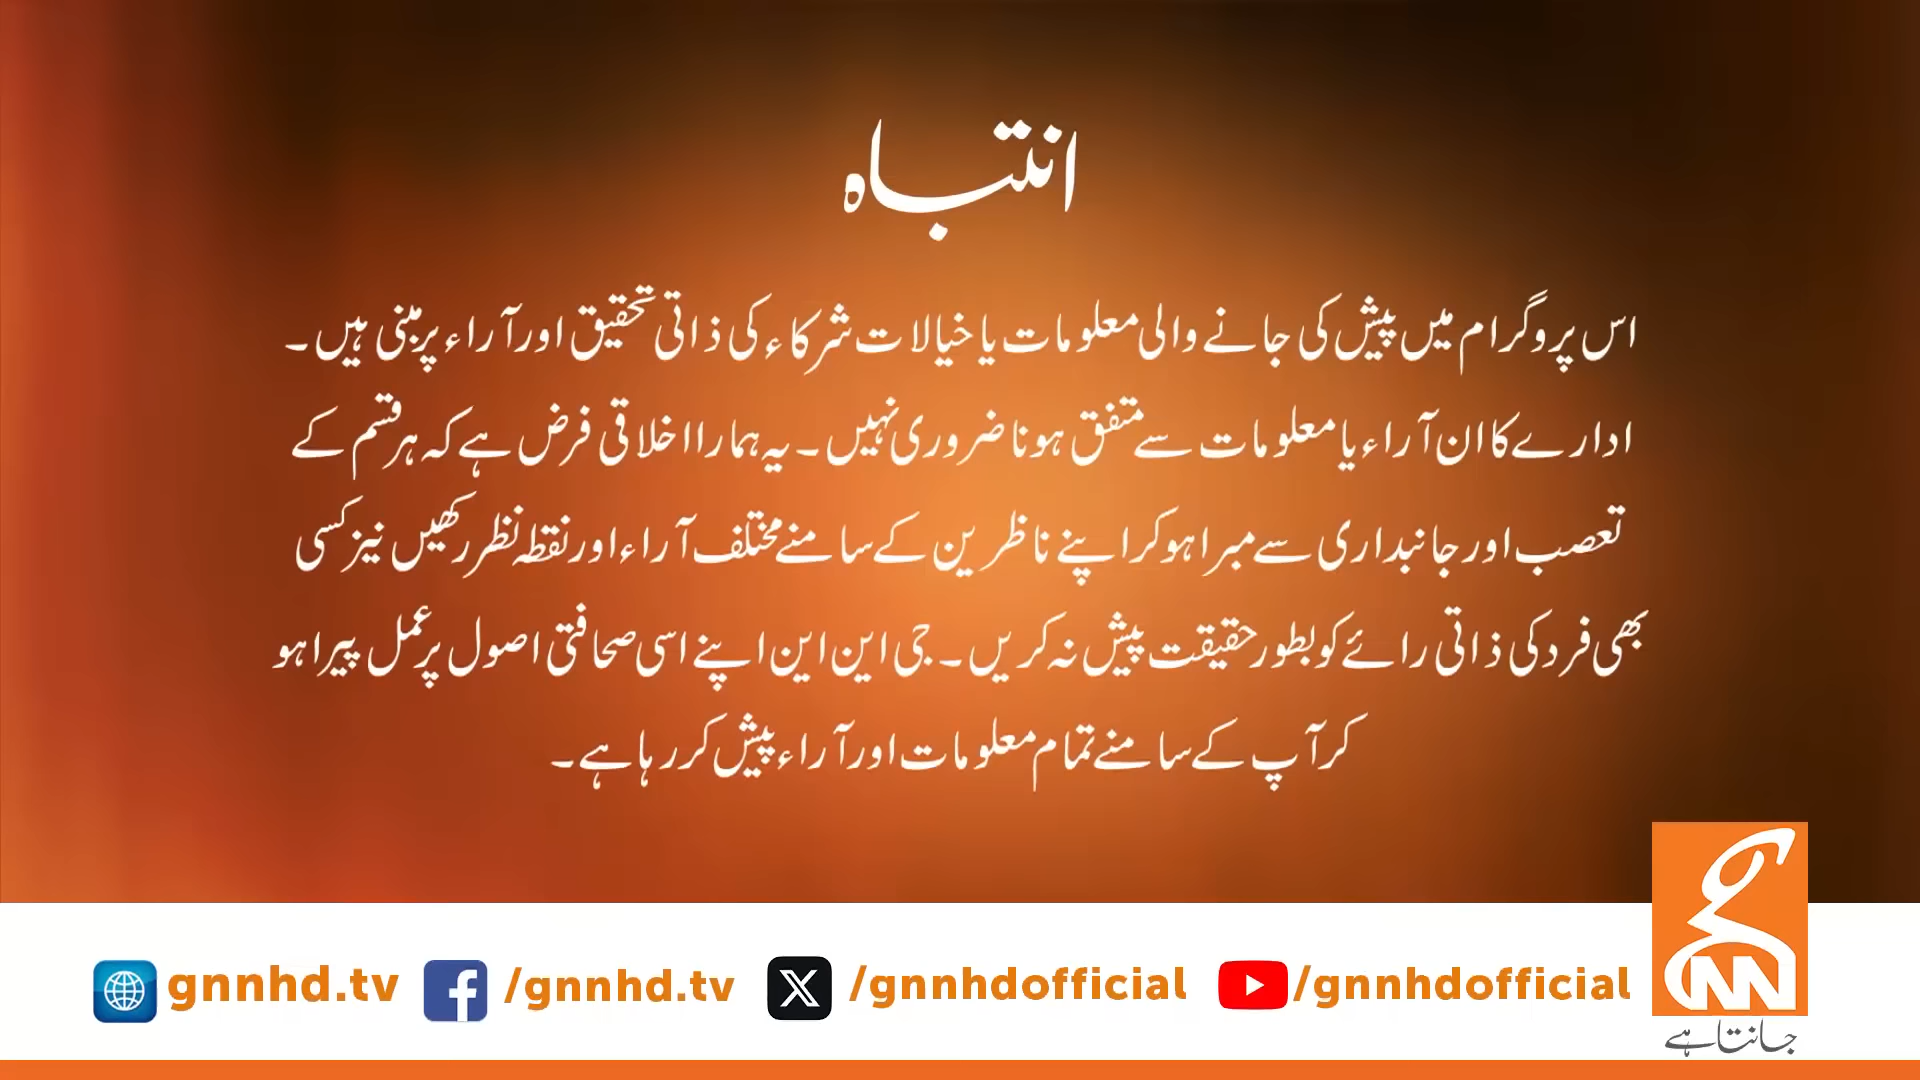 انتباہ
اس پروگرام میں پیش کی جانے والی معلومات یا خیالات شرکاء کی ذاتی تحقیق اور آراء پر مبنی ہیں۔
ادارے کا ان آراء یا معلومات سے متفق ہونا ضروری نہیں۔ یہ ہمارا اخلاقی فرض ہے کہ ہر قسم کے
تعصب اور جانبداری سے مبرا ہو کر اپنے ناظرین کے سامنے مختلف آراء اور نقطہ نظر رکھیں نیز کسی
بھی فرد کی ذاتی رائے کو بطور حقیقت پیش نہ کریں۔ جی این این اپنے اسی صحافتی اصول پر عمل پیرا ہو
کر آپ کے سامنے تمام معلومات اور آراء پیش کر رہا ہے۔
gnnhd.tv /gnnhd.tv /gnnhdofficial /gnnhdofficial
GNN
جانتا ہے